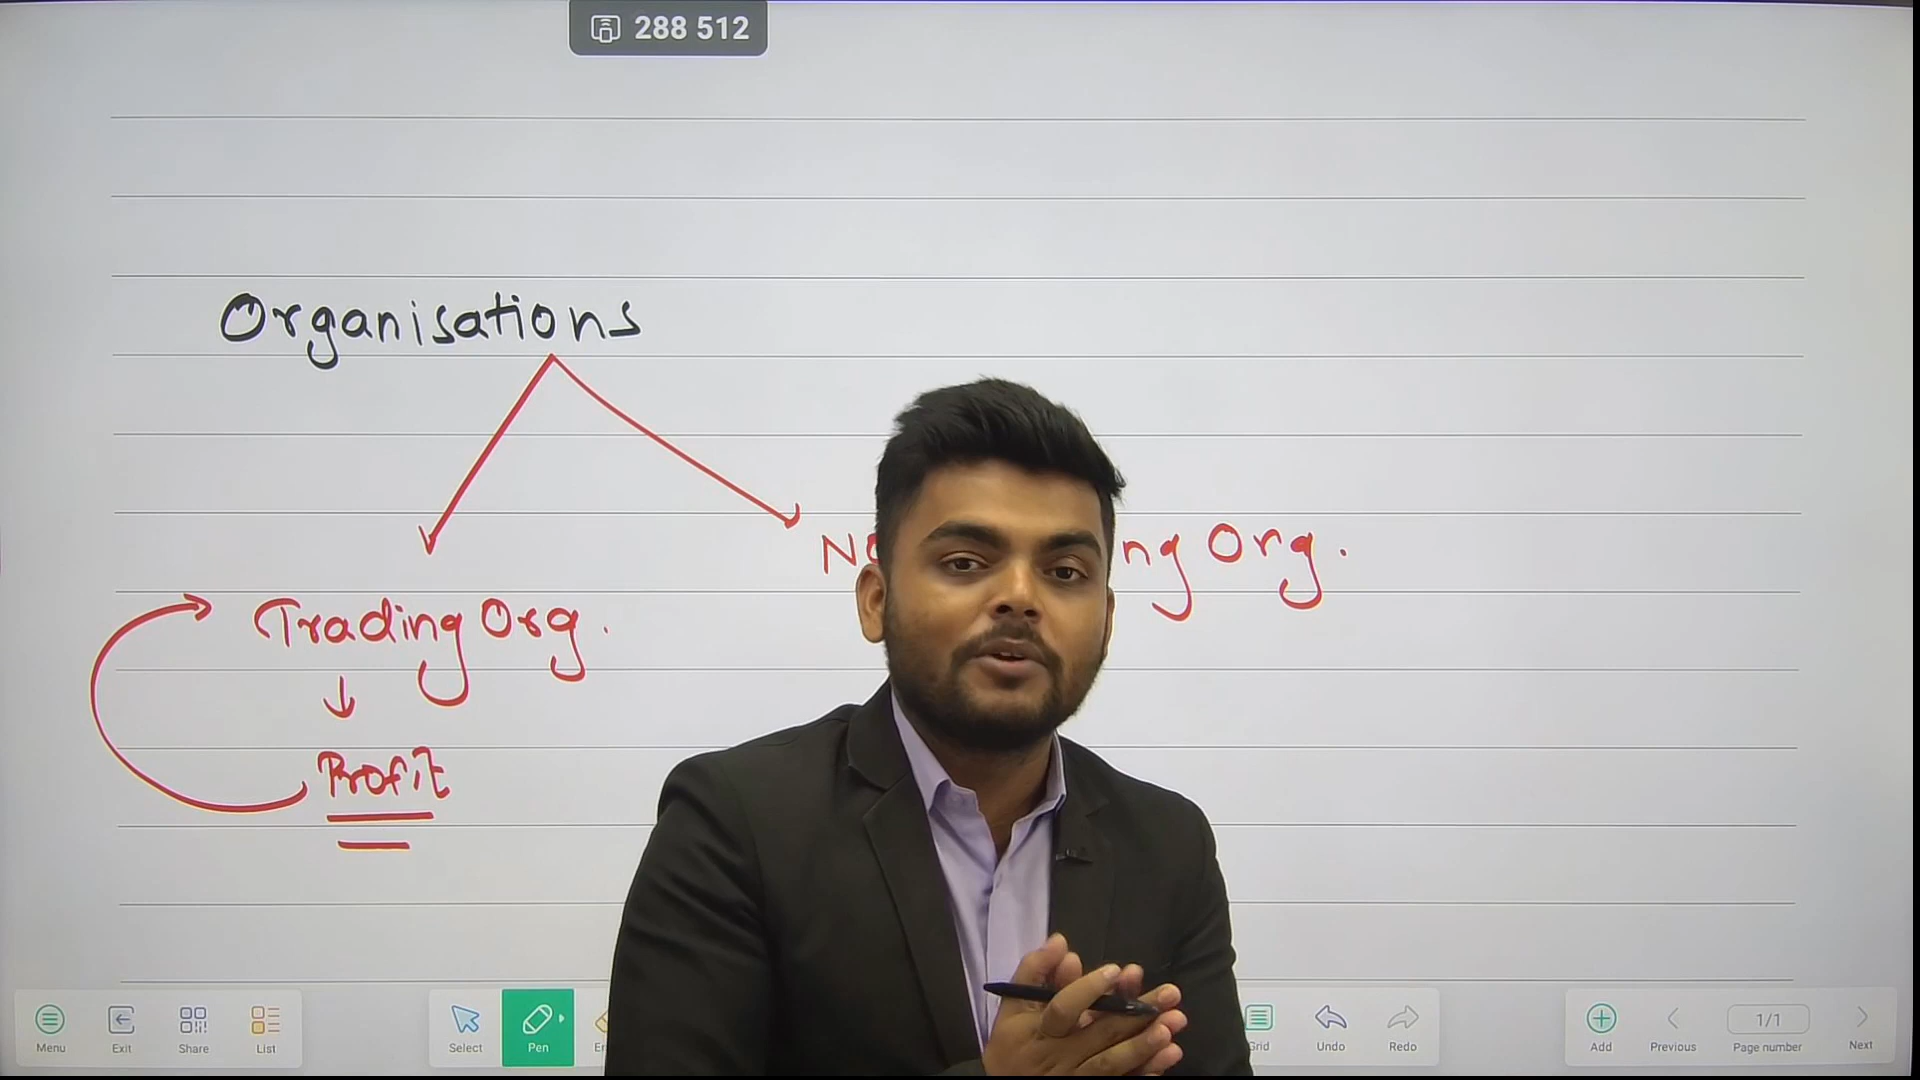 288 512
Organisations
ng Org.
Trading Org.
Profit
Menu Exit Share List Select Pen Undo Redo Add Previous 1/1 Page number Next